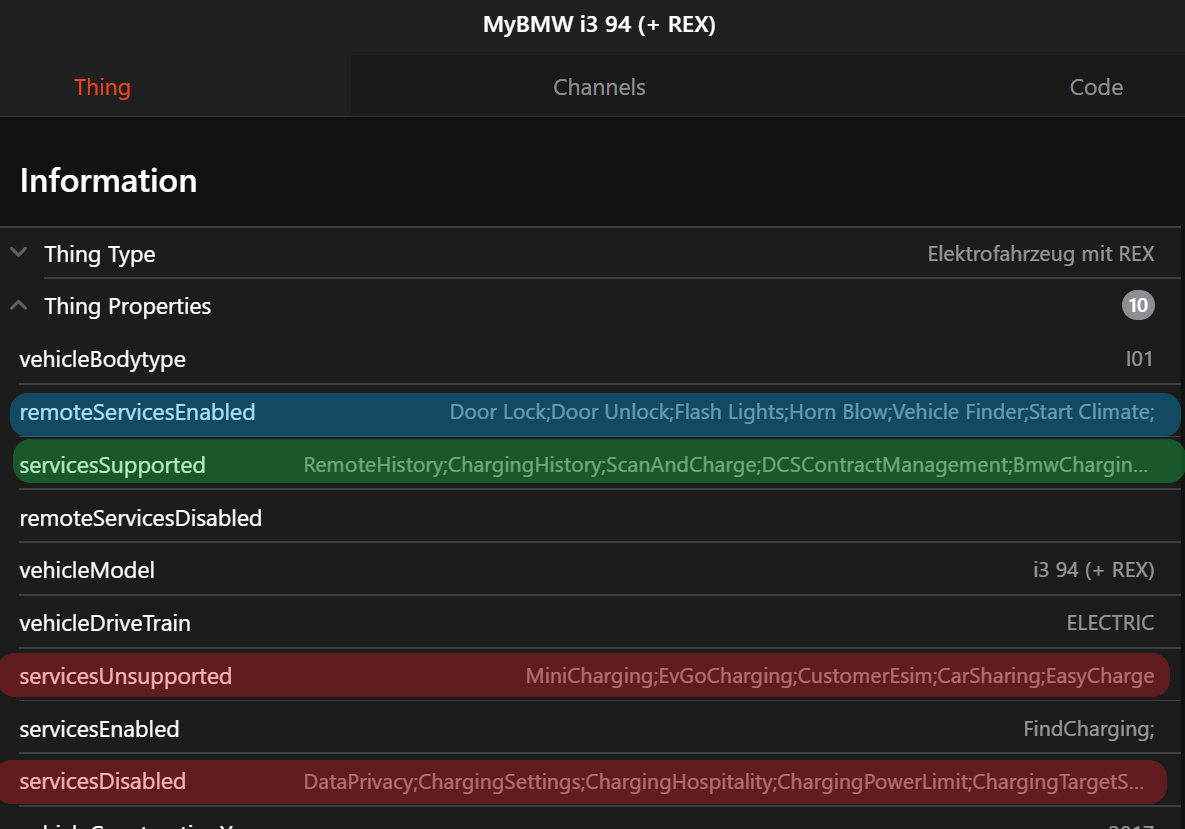 MyBMW i3 94 (+ REX)
Thing Channels Code
Information
Thing Type Elektrofahrzeug mit REX
Thing Properties 10
vehicleBodytype I01
remoteServicesEnabled Door Lock;Door Unlock;Flash Lights;Horn Blow;Vehicle Finder;Start Climate;
servicesSupported RemoteHistory;ChargingHistory;ScanAndCharge;DCSContractManagement;BmwChargin...
remoteServicesDisabled
vehicleModel i3 94 (+ REX)
vehicleDriveTrain ELECTRIC
servicesUnsupported MiniCharging;EvGoCharging;CustomerEsim;CarSharing;EasyCharge
servicesEnabled FindCharging;
servicesDisabled DataPrivacy;ChargingSettings;ChargingHospitality;ChargingPowerLimit;ChargingTargetS...